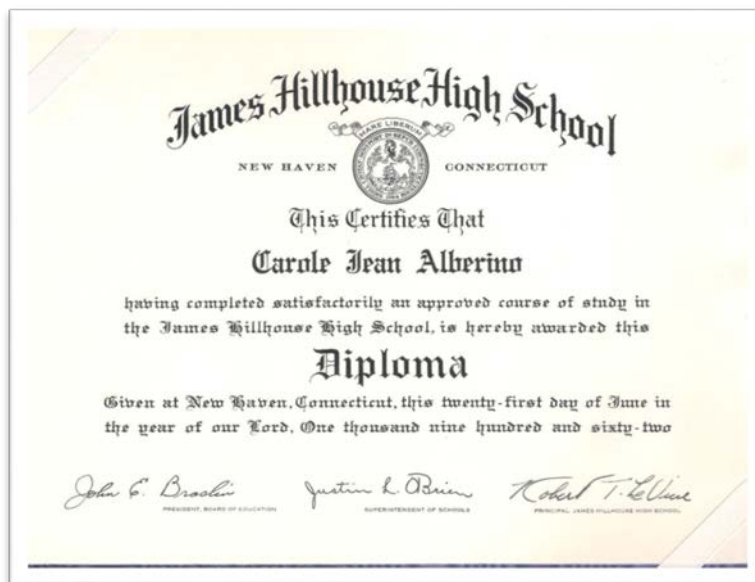 James Hillhouse High School
MARE LIBERUM
NEW HAVEN CONNECTICUT
This Certifies That
Carole Jean Alberino
having completed satisfactorily an approved course of study in
the James Hillhouse High School, is hereby awarded this
Diploma
Given at New Haven, Connecticut, this twenty-first day of June in
the year of our Lord, One thousand nine hundred and sixty-two
John E. Braslin Justin L. O'Brien Robert T. LeVine
PRESIDENT, BOARD OF EDUCATION SUPERINTENDENT OF SCHOOLS PRINCIPAL JAMES HILLHOUSE HIGH SCHOOL